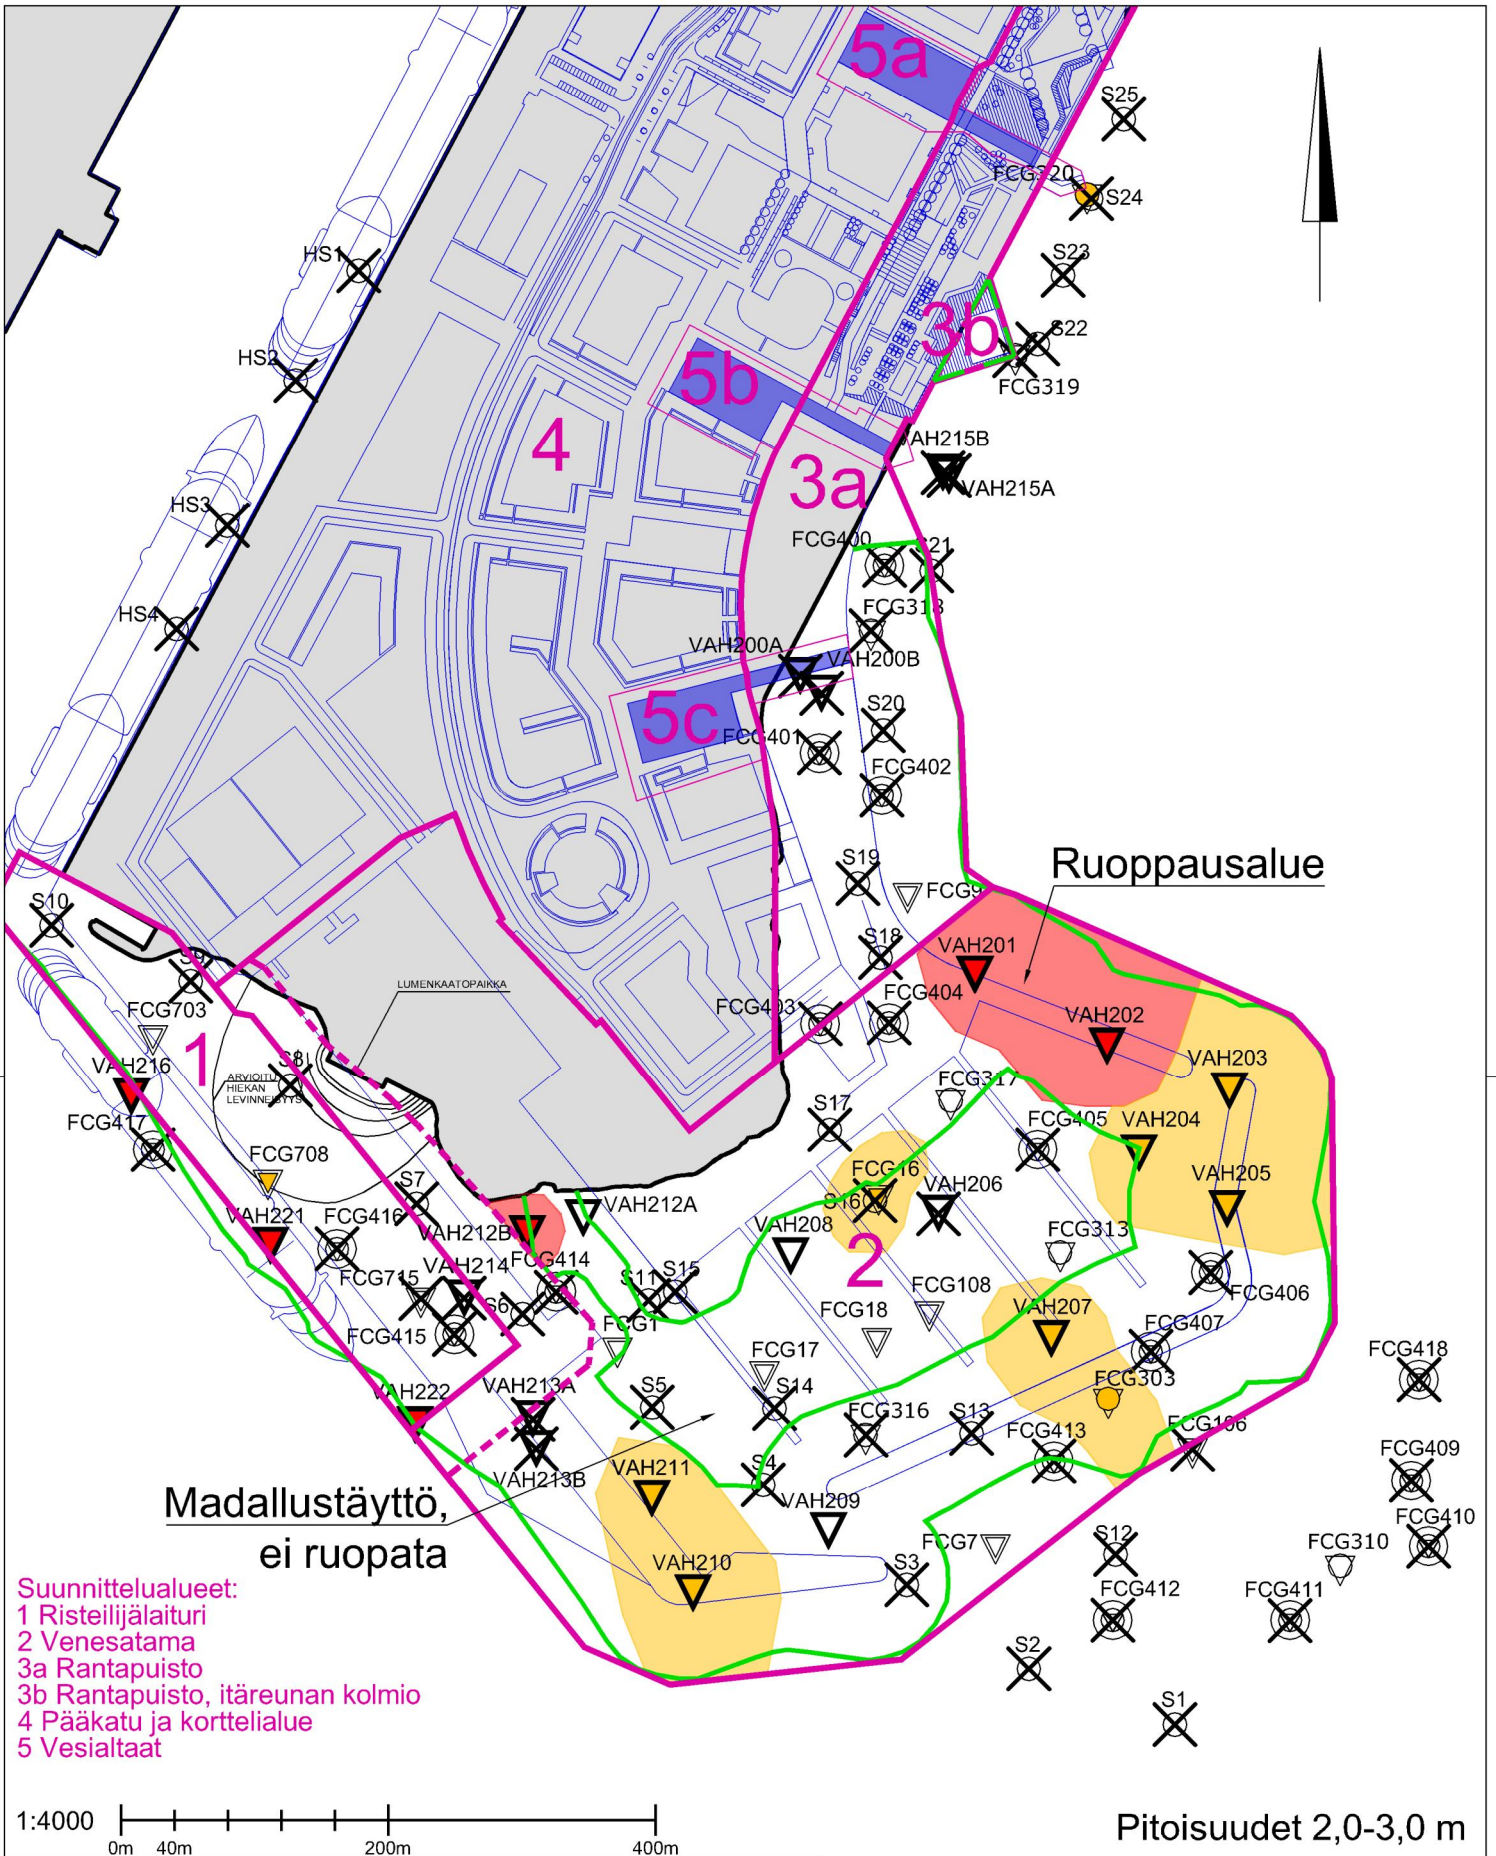 5a
S25
FCG320
S24
HS1
S23
3b
S22
HS2
FCG319
5b
4
VAH215B
3a
VAH215A
HS3
FCG400
S21
HS4
FCG318
VAH200A
VAH200B
5c
S20
FCG401
FCG402
S19
Ruoppausalue
FCG9
S10
S18
VAH201
S9
LUMENKAATOPAIKKA
FCG403
FCG404
FCG703
VAH202
1
S8
VAH216
VAH203
ARVIOITU
HIEKAN
LEVINNEISYYS
FCG317
S17
FCG417
FCG405
VAH204
FCG708
S7
FCG16
VAH205
S16
VAH206
VAH212A
VAH221
FCG416
VAH212B
VAH208
FCG313
2
FCG715
VAH214
FCG414
S11
S15
FCG406
S6
FCG108
FCG415
FCG1
FCG18
VAH207
FCG407
FCG17
FCG418
VAH222
VAH213A
S5
S14
FCG303
FCG316
S13
FCG413
FCG106
FCG409
VAH213B
VAH211
S4
Madallustäyttö,
ei ruopata
VAH209
FCG410
FCG7
S12
FCG310
VAH210
S3
FCG412
FCG411
S2
S1
Suunnittelualueet:
1 Risteilijälaituri
2 Venesatama
3a Rantapuisto
3b Rantapuisto, itäreunan kolmio
4 Pääkatu ja korttelialue
5 Vesialtaat
1:4000
0m 40m 200m 400m
Pitoisuudet 2,0-3,0 m